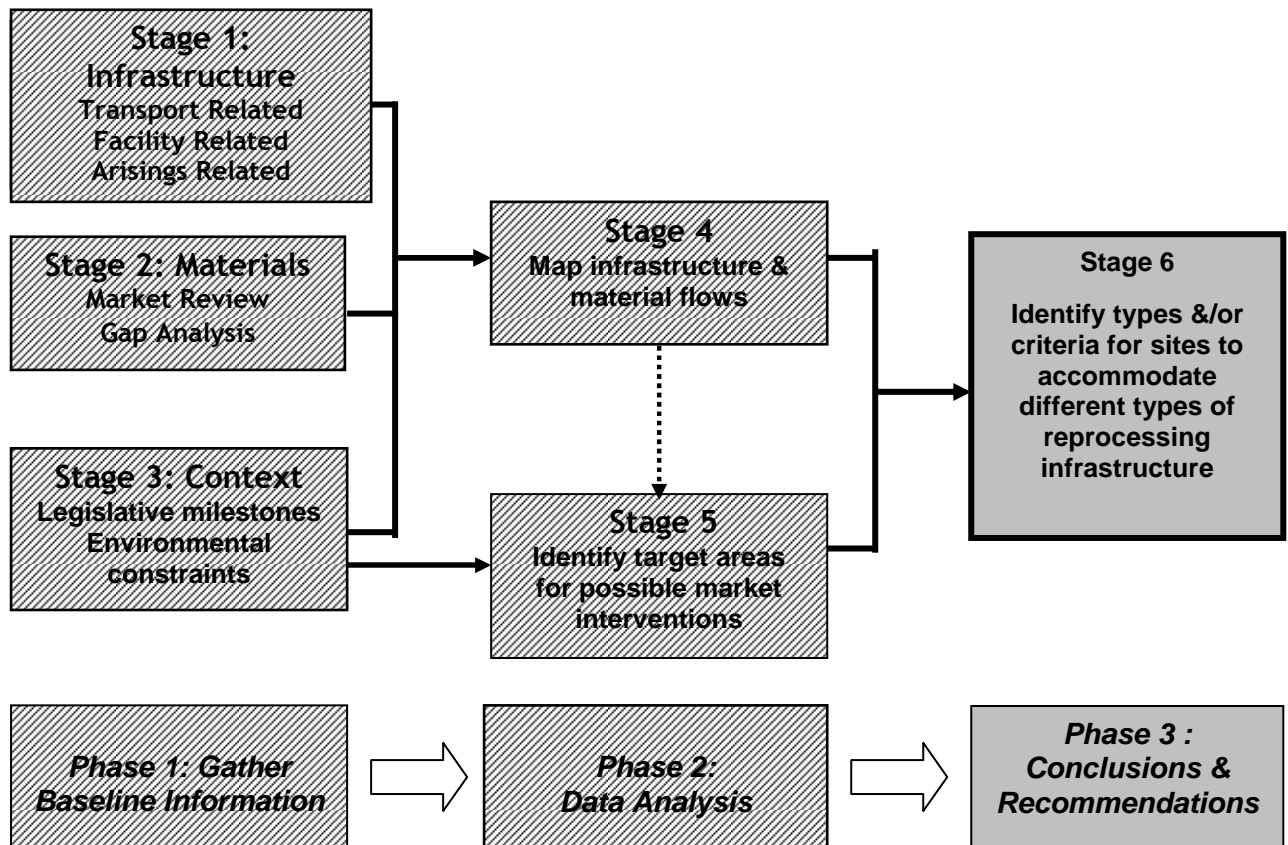 Stage 1:
Infrastructure
Transport Related
Facility Related
Arisings Related
Stage 2: Materials
Market Review
Gap Analysis
Stage 3: Context
Legislative milestones
Environmental
constraints
Stage 4
Map infrastructure &
material flows
Stage 5
Identify target areas
for possible market
interventions
Stage 6
Identify types &/or
criteria for sites to
accommodate
different types of
reprocessing
infrastructure
Phase 1: Gather
Baseline Information
Phase 2:
Data Analysis
Phase 3 :
Conclusions &
Recommendations